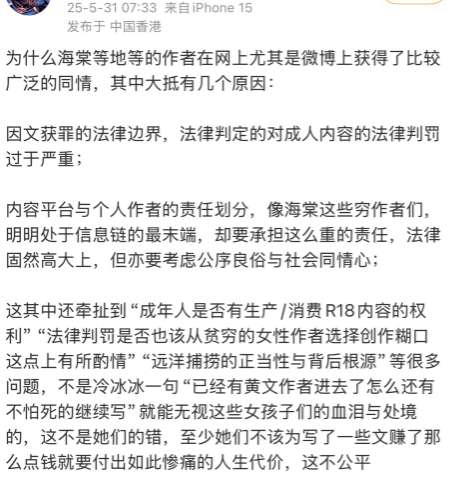 25-5-31 07:33 来自iPhone 15
发布于 中国香港
为什么海棠等地等的作者在网上尤其是微博上获得了比较
广泛的同情，其中大抵有几个原因：
因文获罪的法律边界，法律判定的对成人内容的法律判罚
过于严重；
内容平台与个人作者的责任划分，像海棠这些穷作者们，
明明处于信息链的最末端，却要承担这么重的责任，法律
固然高大上，但亦要考虑公序良俗与社会同情心；
这其中还牵扯到“成年人是否有生产/消费R18内容的权
利”“法律判罚是否也该从贫穷的女性作者选择创作糊口
这点上有所酌情”“远洋捕捞的正当性与背后根源”等很多
问题，不是冷冰冰一句“已经有黄文作者进去了怎么还有
不怕死的继续写”就能无视这些女孩子们的血泪与处境
的，这不是她们的错，至少她们不该为写了一些文赚了那
么点钱就要付出如此惨痛的人生代价，这不公平